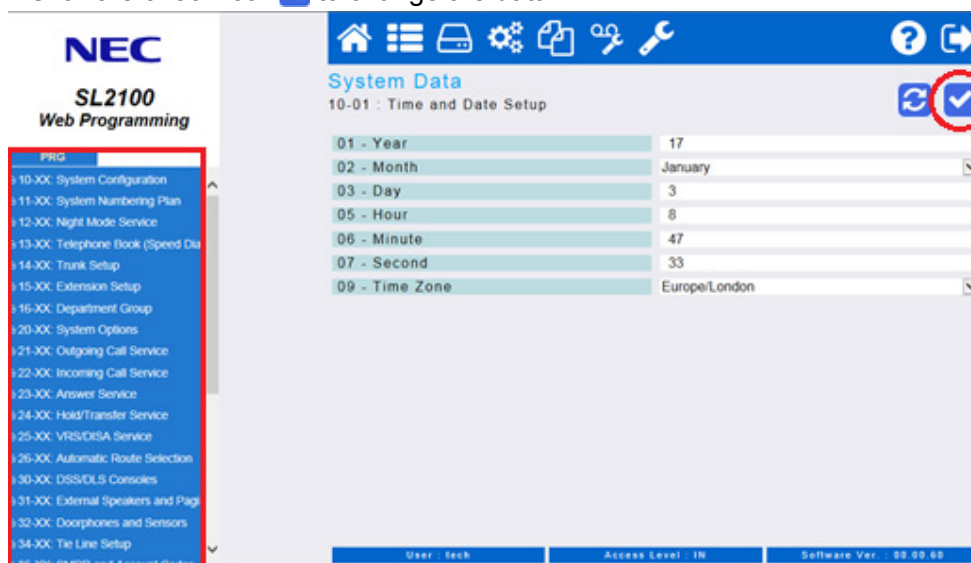 NEC
SL2100
Web Programming
PRG
10-XX: System Configuration
11-XX: System Numbering Plan
12-XX: Night Mode Service
13-XX: Telephone Book (Speed Dia
14-XX: Trunk Setup
15-XX: Extension Setup
16-XX: Department Group
20-XX: System Options
21-XX: Outgoing Call Service
22-XX: Incoming Call Service
23-XX: Answer Service
24-XX: Hold/Transfer Service
25-XX: VRS/DISA Service
26-XX: Automatic Route Selection
30-XX: DSS/DLS Consoles
31-XX: External Speakers and Pagi
32-XX: Doorphones and Sensors
34-XX: Tie Line Setup
System Data
10-01 : Time and Date Setup
01 - Year 17
02 - Month January
03 - Day 3
05 - Hour 8
06 - Minute 47
07 - Second 33
09 - Time Zone Europe/London
User : tech Access Level : IN Software Ver. : 00.00.60